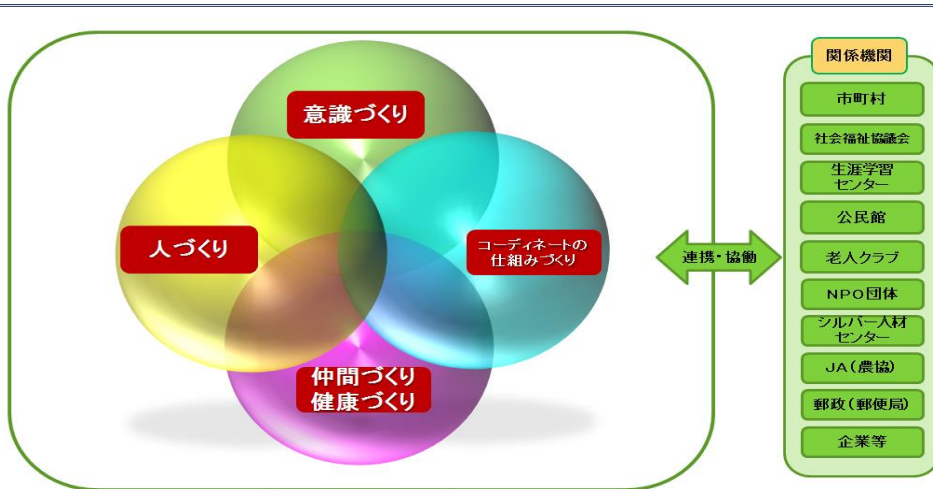 意識づくり
人づくり
コーディネートの
仕組みづくり
仲間づくり
健康づくり
連携・協働
関係機関
市町村
社会福祉協議会
生涯学習
センター
公民館
老人クラブ
NPO団体
シルバー人材
センター
JA(農協)
郵政(郵便局)
企業等